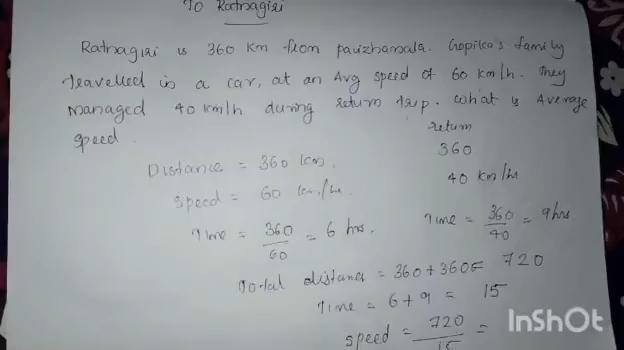 To Ratnagiri
Ratnagiri is 360 km from pavizhamala. Gopika's family
travelled in a car, at an Avg speed of 60 km/h. They
managed 40 km/h during return trip. What is Average
speed.
return
360
Distance = 360 km.
40 km/hr
speed = 60 km/hr.
Time = 360/60 = 6 hrs.
Time = 360/40 = 9hrs
Total distance = 360+360= 720
Time = 6+9 = 15
speed = 720/15 =
InShOt